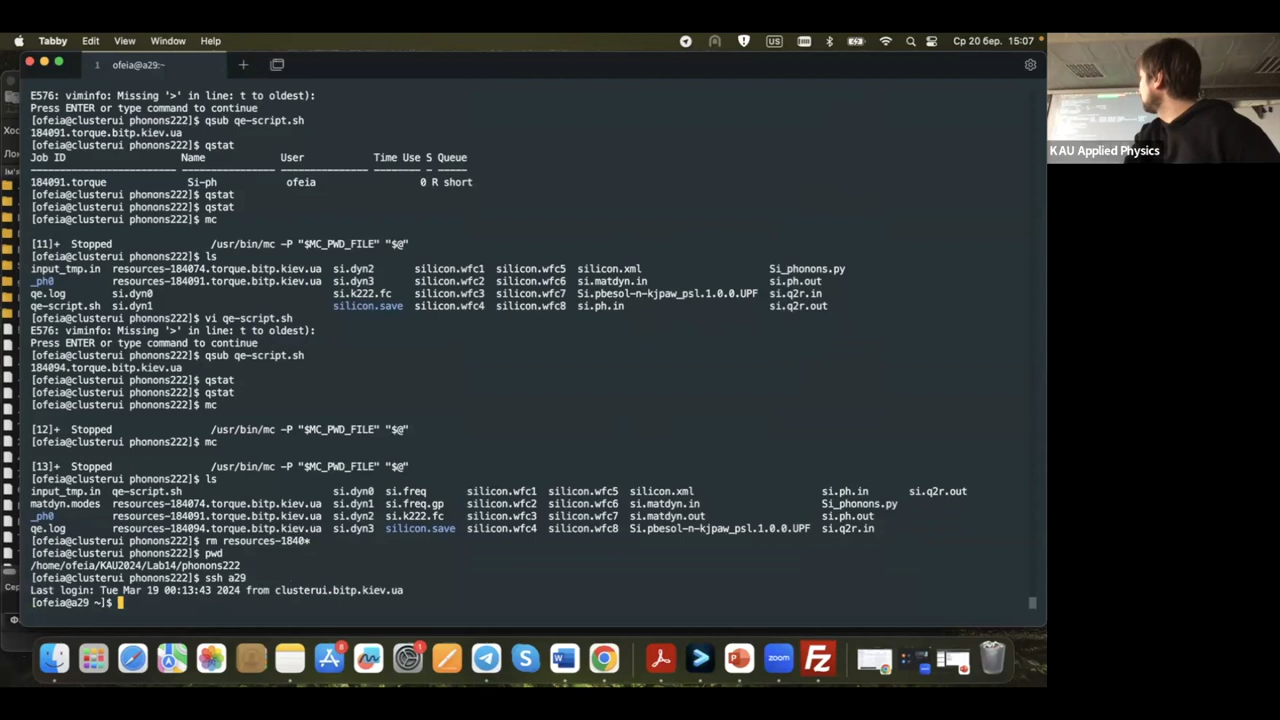 Tabby Edit View Window Help US Ср 20 бер. 15:07
1 ofeia@a29:~
E576: viminfo: Missing '>' in line: t to oldest):
Press ENTER or type command to continue
[ofeia@clusterui phonons222]$ qsub qe-script.sh
184091.torque.bitp.kiev.ua
[ofeia@clusterui phonons222]$ qstat
Job ID Name User Time Use S Queue
184091.torque Si-ph ofeia 0 R short
[ofeia@clusterui phonons222]$ qstat
[ofeia@clusterui phonons222]$ qstat
[ofeia@clusterui phonons222]$ mc
[11]+ Stopped /usr/bin/mc -P "$MC_PWD_FILE" "$@"
[ofeia@clusterui phonons222]$ ls
input_tmp.in resources-184074.torque.bitp.kiev.ua si.dyn2 silicon.wfc1 silicon.wfc5 silicon.xml Si_phonons.py
_ph0 resources-184091.torque.bitp.kiev.ua si.dyn3 silicon.wfc2 silicon.wfc6 si.matdyn.in si.ph.out
qe.log si.dyn0 si.k222.fc silicon.wfc3 silicon.wfc7 Si.pbesol-n-kjpaw_psl.1.0.0.UPF si.q2r.in
qe-script.sh si.dyn1 silicon.save silicon.wfc4 silicon.wfc8 si.ph.in si.q2r.out
[ofeia@clusterui phonons222]$ vi qe-script.sh
E576: viminfo: Missing '>' in line: t to oldest):
Press ENTER or type command to continue
[ofeia@clusterui phonons222]$ qsub qe-script.sh
184094.torque.bitp.kiev.ua
[ofeia@clusterui phonons222]$ qstat
[ofeia@clusterui phonons222]$ qstat
[ofeia@clusterui phonons222]$ mc
[12]+ Stopped /usr/bin/mc -P "$MC_PWD_FILE" "$@"
[ofeia@clusterui phonons222]$ mc
[13]+ Stopped /usr/bin/mc -P "$MC_PWD_FILE" "$@"
[ofeia@clusterui phonons222]$ ls
input_tmp.in qe-script.sh si.dyn0 si.freq silicon.wfc1 silicon.wfc5 silicon.xml si.ph.in si.q2r.out
matdyn.modes resources-184074.torque.bitp.kiev.ua si.dyn1 si.freq.gp silicon.wfc2 silicon.wfc6 si.matdyn.in Si_phonons.py
_ph0 resources-184091.torque.bitp.kiev.ua si.dyn2 si.k222.fc silicon.wfc3 silicon.wfc7 si.matdyn.out si.ph.out
qe.log resources-184094.torque.bitp.kiev.ua si.dyn3 silicon.save silicon.wfc4 silicon.wfc8 Si.pbesol-n-kjpaw_psl.1.0.0.UPF si.q2r.in
[ofeia@clusterui phonons222]$ rm resources-1840*
[ofeia@clusterui phonons222]$ pwd
/home/ofeia/KAU2024/Lab14/phonons222
[ofeia@clusterui phonons222]$ ssh a29
Last login: Tue Mar 19 00:13:43 2024 from clusterui.bitp.kiev.ua
[ofeia@a29 ~]$
KAU Applied Physics
8
1
zoom
Fz